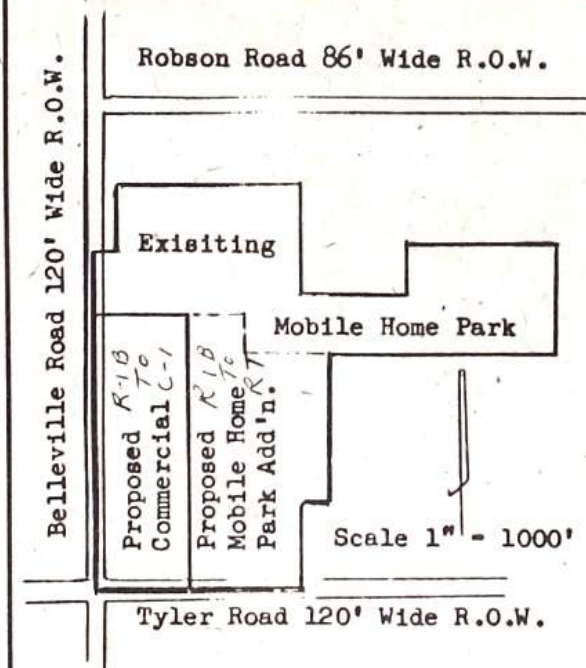 Robson Road 86' Wide R.O.W.
Belleville Road 120' Wide R.O.W.
Exisiting
Mobile Home Park
Proposed R-1B
To
Commercial C-1
Proposed R 1B
Mobile Home To
Park Add'n. RT
Scale 1" - 1000'
Tyler Road 120' Wide R.O.W.